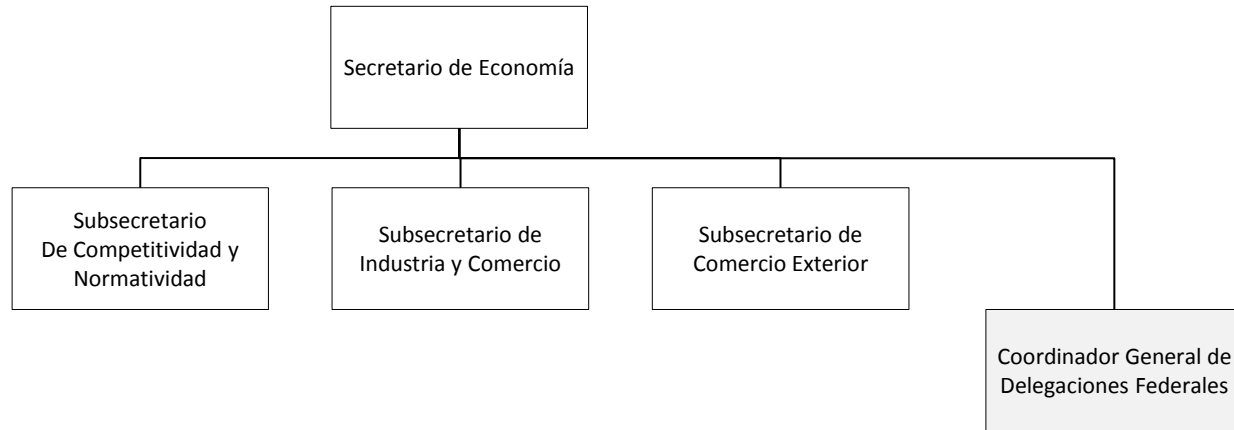 Secretario de Economía
Subsecretario
De Competitividad y
Normatividad
Subsecretario de
Industria y Comercio
Subsecretario de
Comercio Exterior
Coordinador General de
Delegaciones Federales